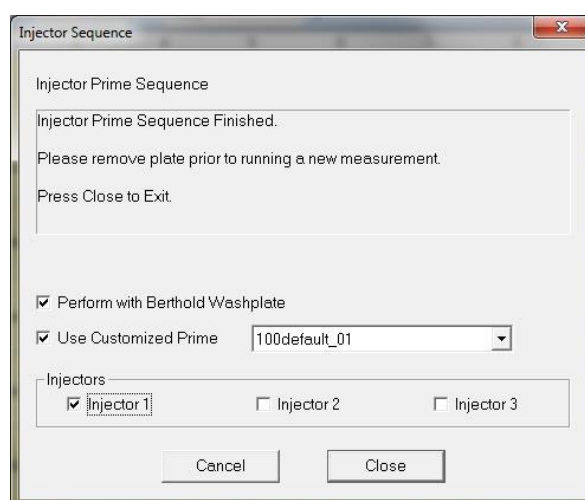 Injector Sequence
Injector Prime Sequence
Injector Prime Sequence Finished.
Please remove plate prior to running a new measurement.
Press Close to Exit.
Perform with Berthold Washplate
Use Customized Prime 100default_01
Injectors
Injector 1 Injector 2 Injector 3
Cancel Close